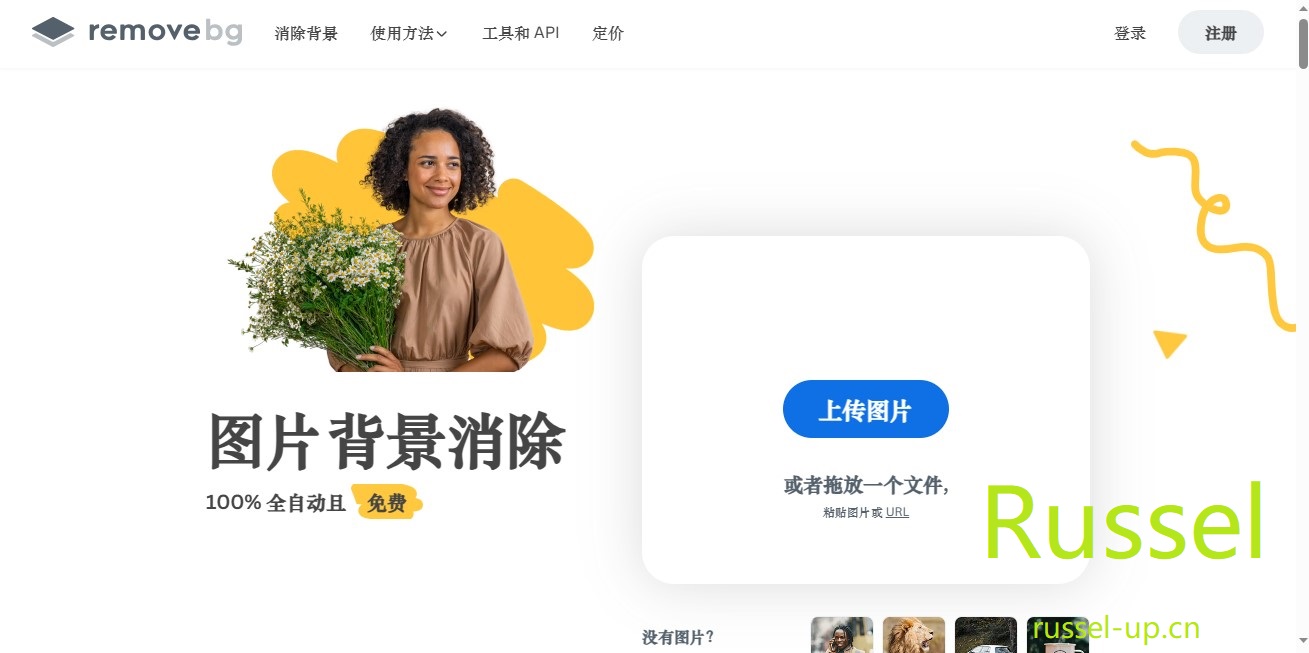 removebg
消除背景
使用方法
工具和 API
定价
登录
注册
图片背景消除
100% 全自动且 免费
上传图片
或者拖放一个文件,
粘贴图片或 URL
没有图片？
Russel
russel-up.cn